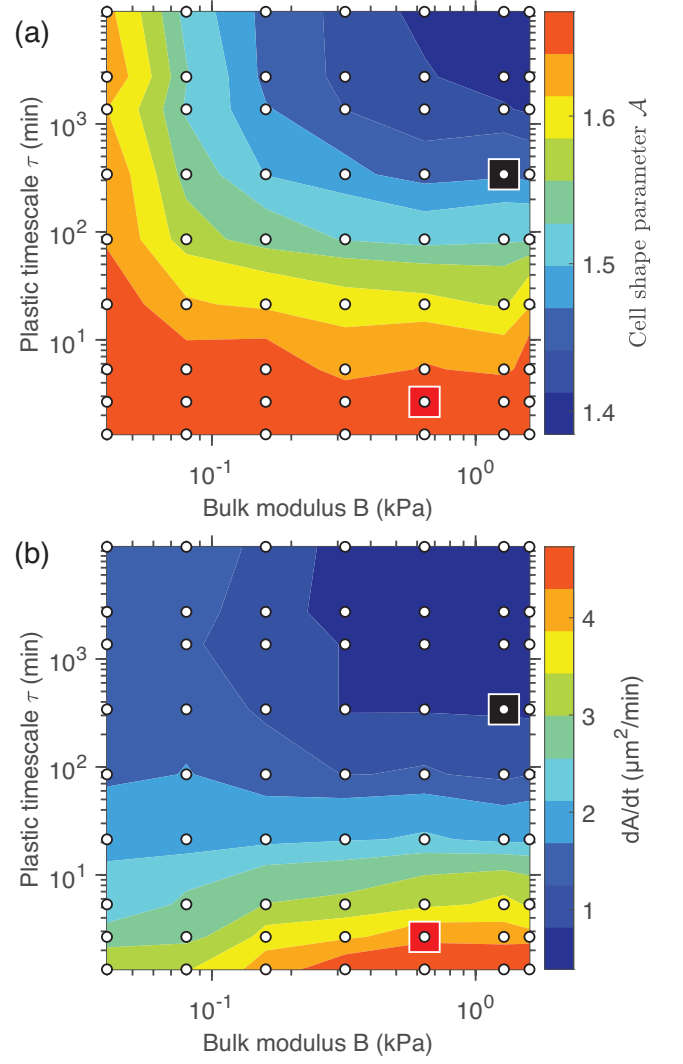 (a)
Plastic timescale τ (min)
10³
10²
10¹
10⁻¹
10⁰
Bulk modulus B (kPa)
1.6
1.5
1.4
Cell shape parameter 𝒜
(b)
Plastic timescale τ (min)
10³
10²
10¹
10⁻¹
10⁰
Bulk modulus B (kPa)
4
3
2
1
dA/dt (μm²/min)